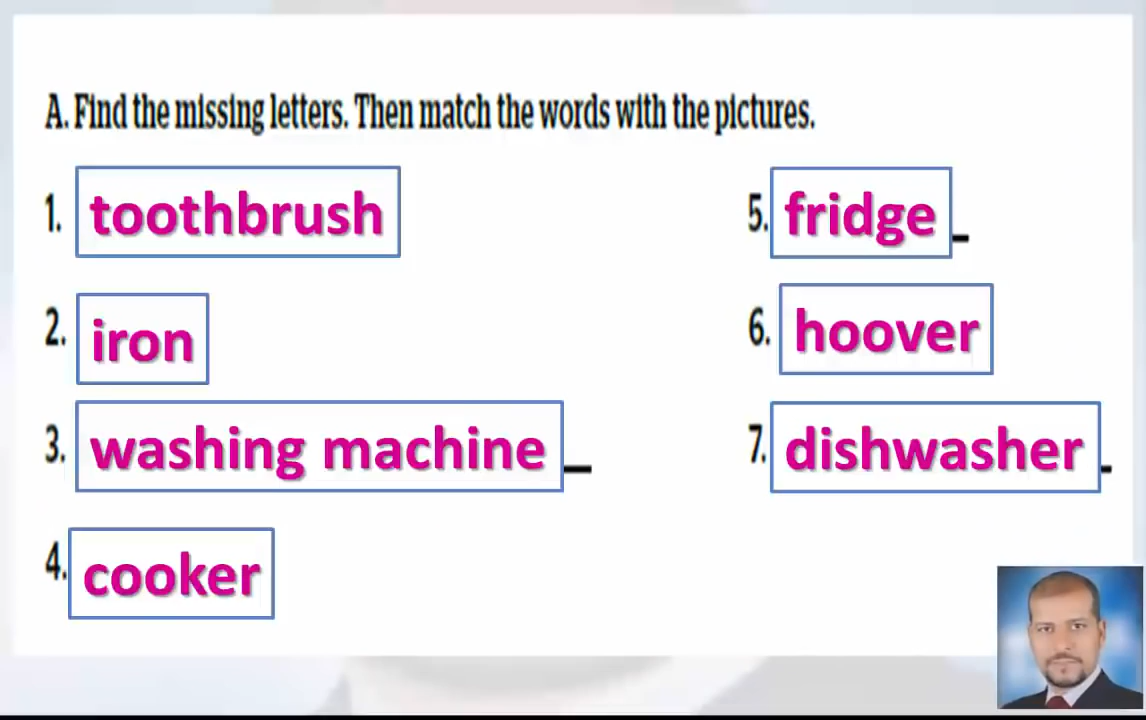 A. Find the missing letters. Then match the words with the pictures.
1. toothbrush
2. iron
3. washing machine _
4. cooker
5. fridge _
6. hoover
7. dishwasher _